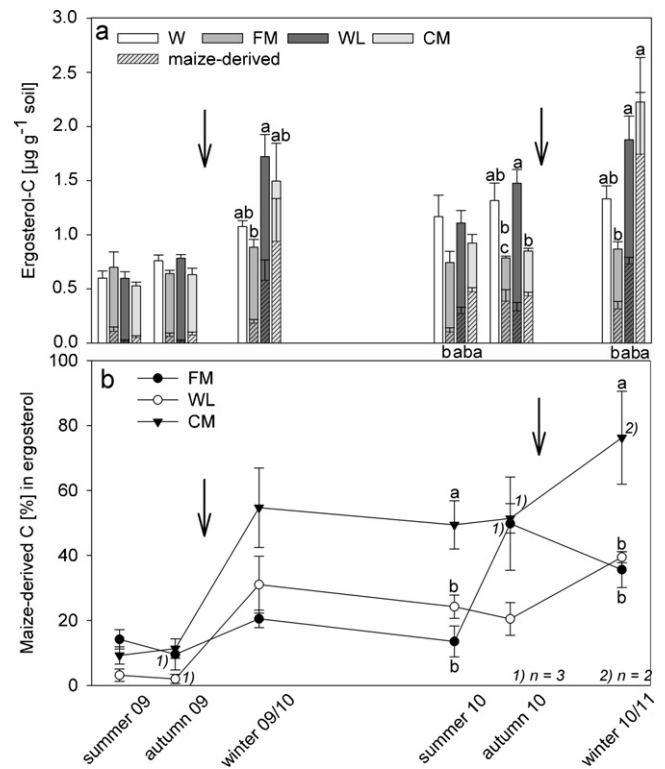 a
W FM WL CM
maize-derived
Ergosterol-C [µg g⁻¹ soil]
3.0
2.5
2.0
1.5
1.0
0.5
0.0
ab b a ab
ab b c a b
ab b a a
b a b a
b a b a
b
FM
WL
CM
Maize-derived C [%] in ergosterol
100
80
60
40
20
0
1) 1)
a b b
1) 1)
a 2) b b
1) n = 3 2) n = 2
summer 09
autumn 09
winter 09/10
summer 10
autumn 10
winter 10/11